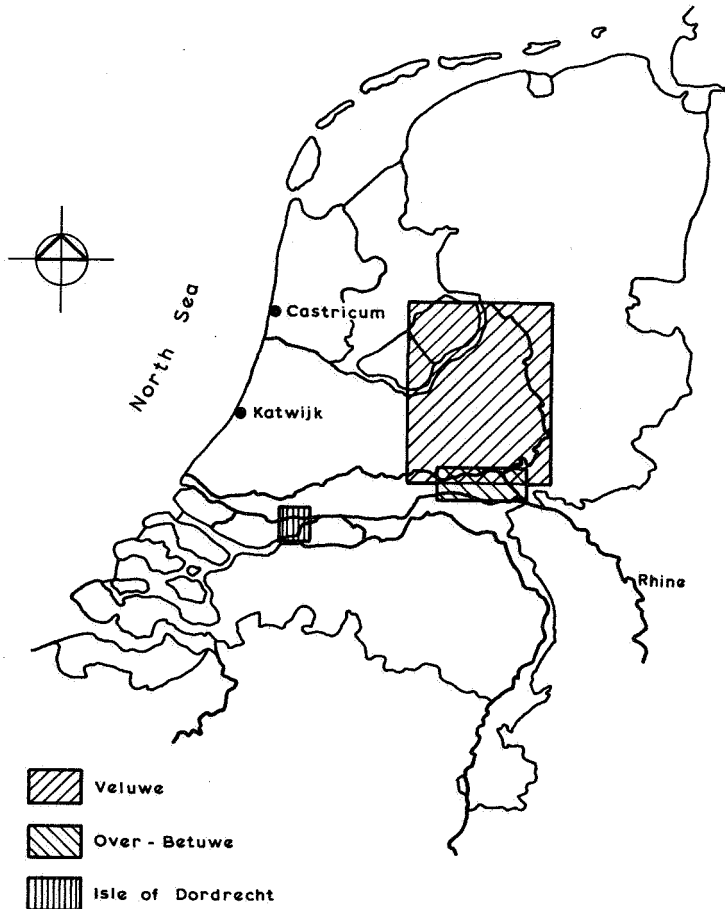 North Sea
Castricum
Katwijk
Rhine
Veluwe
Over - Betuwe
Isle of Dordrecht